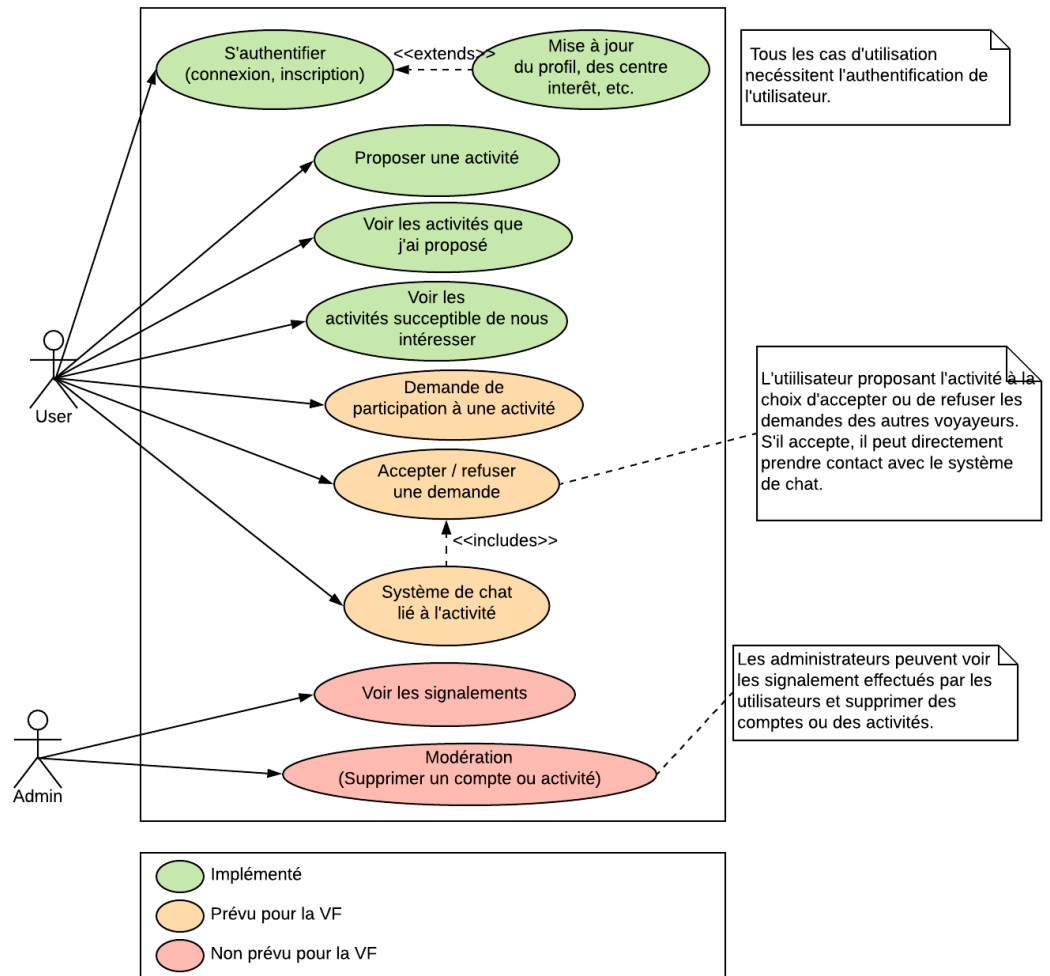 S'authentifier
(connexion, inscription)
<<extends>>
Mise à jour
du profil, des centre
interêt, etc.
Tous les cas d'utilisation
necéssitent l'authentification de
l'utilisateur.
Proposer une activité
Voir les activités que
j'ai proposé
Voir les
activités succeptible de nous
intéresser
User
Demande de
participation à une activité
L'utiilisateur proposant l'activité à la
choix d'accepter ou de refuser les
demandes des autres voyayeurs.
S'il accepte, il peut directement
prendre contact avec le système
de chat.
Accepter / refuser
une demande
<<includes>>
Système de chat
lié à l'activité
Voir les signalements
Les administrateurs peuvent voir
les signalement effectués par les
utilisateurs et supprimer des
comptes ou des activités.
Modération
(Supprimer un compte ou activité)
Admin
Implémenté
Prévu pour la VF
Non prévu pour la VF